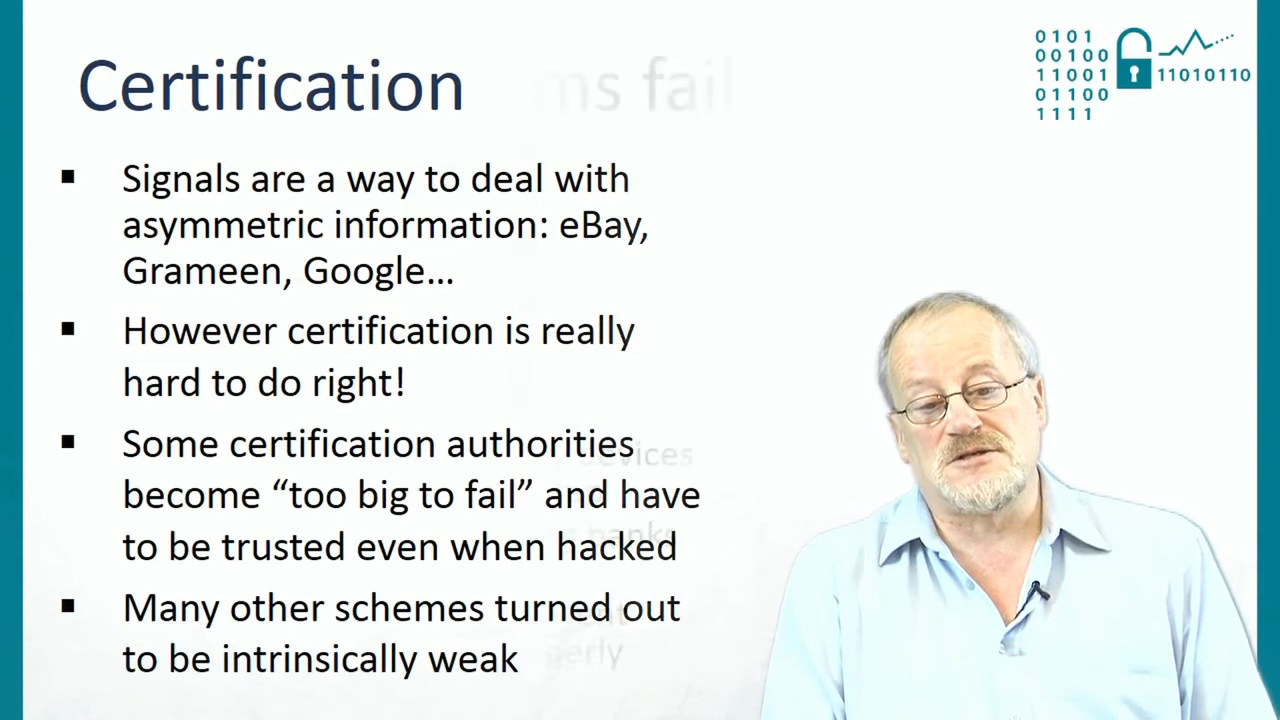 Certification
0101
00100
11001
11010110
01100
1111
Signals are a way to deal with
asymmetric information: eBay,
Grameen, Google…
However certification is really
hard to do right!
Some certification authorities
become “too big to fail” and have
to be trusted even when hacked
Many other schemes turned out
to be intrinsically weak